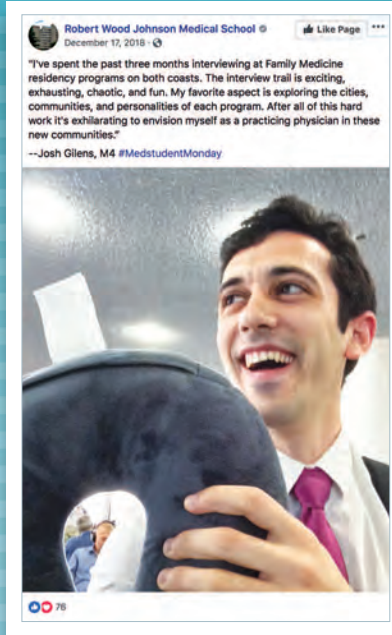 Robert Wood Johnson Medical School
Like Page
December 17, 2018 ·
"I've spent the past three months interviewing at Family Medicine
residency programs on both coasts. The interview trail is exciting,
exhausting, chaotic, and fun. My favorite aspect is exploring the cities,
communities, and personalities of each program. After all of this hard
work it's exhilarating to envision myself as a practicing physician in these
new communities."
--Josh Gilens, M4 #MedstudentMonday
76